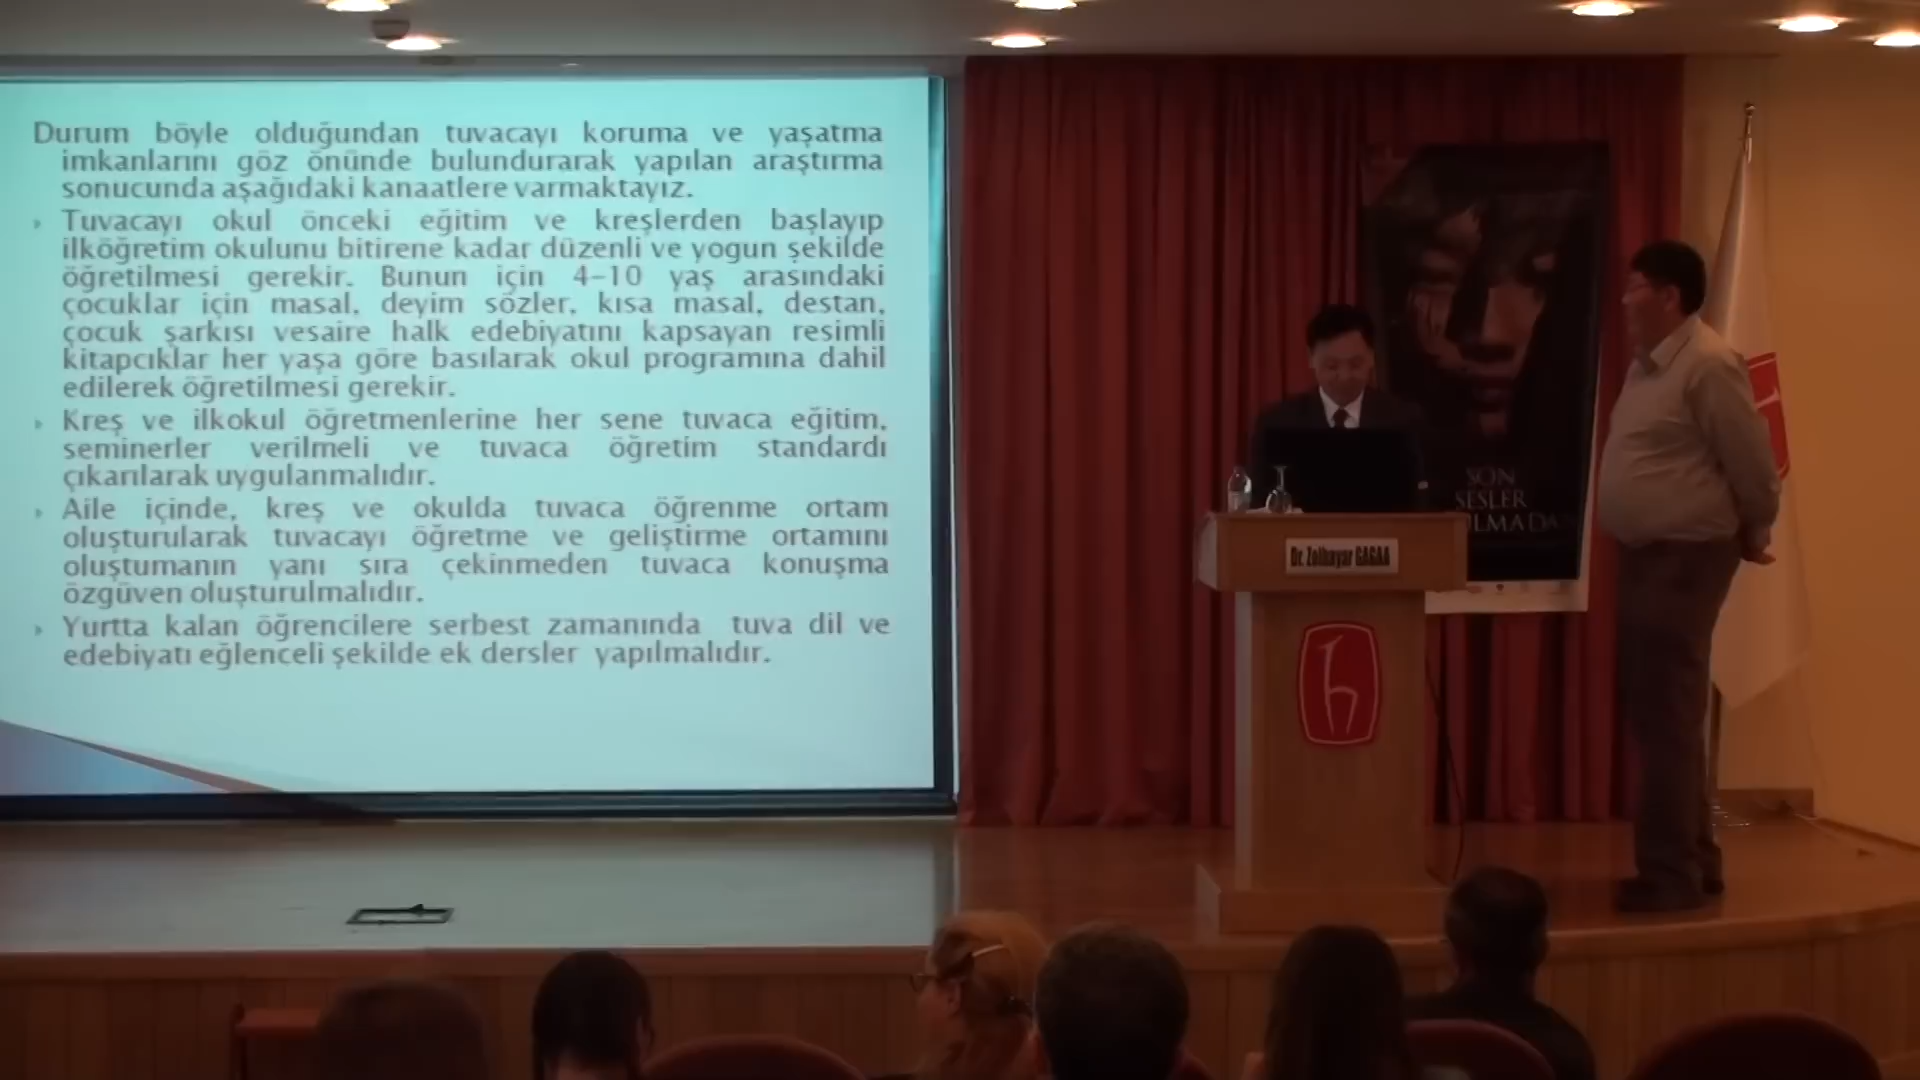 Durum böyle olduğundan tuvacayı koruma ve yaşatma
imkanlarını göz önünde bulundurarak yapılan araştırma
sonucunda aşağıdaki kanaatlere varmaktayız.
Tuvacayı okul önceki eğitim ve kreşlerden başlayıp
ilköğretim okulunu bitirene kadar düzenli ve yogun şekilde
öğretilmesi gerekir. Bunun için 4-10 yaş arasındaki
çocuklar için masal, deyim sözler, kısa masal, destan,
çocuk şarkısı vesaire halk edebiyatını kapsayan resimli
kitapcıklar her yaşa göre basılarak okul programına dahil
edilerek öğretilmesi gerekir.
Kreş ve ilkokul öğretmenlerine her sene tuvaca eğitim,
seminerler verilmeli ve tuvaca öğretim standardı
çıkarılarak uygulanmalıdır.
Aile içinde, kreş ve okulda tuvaca öğrenme ortam
oluşturularak tuvacayı öğretme ve geliştirme ortamını
oluştumanın yanı sıra çekinmeden tuvaca konuşma
özgüven oluşturulmalıdır.
Yurtta kalan öğrencilere serbest zamanında tuva dil ve
edebiyatı eğlenceli şekilde ek dersler yapılmalıdır.
SON
SESLER
Dr. Zolbayar GAGAA